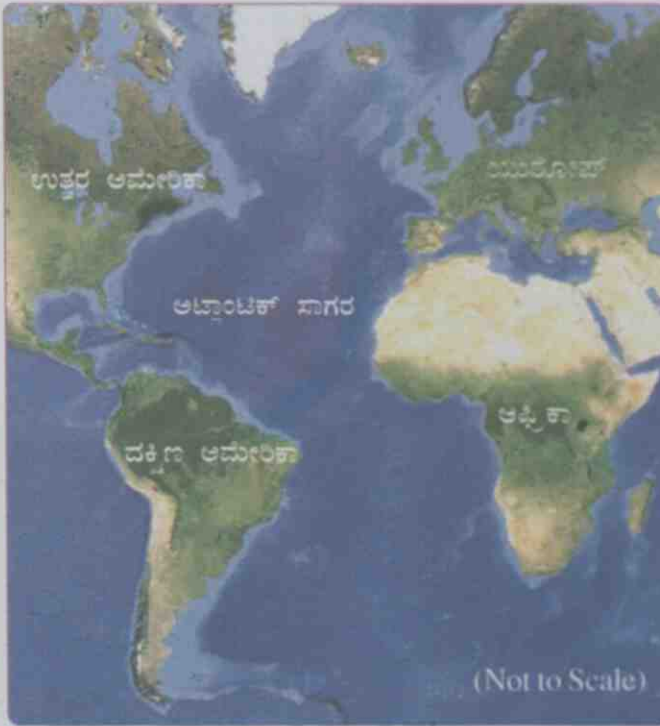 ಉತ್ತರ ಅಮೇರಿಕಾ
ಯುರೋಪ್
ಅಟ್ಲಾಂಟಿಕ್ ಸಾಗರ
ಆಫ್ರಿಕಾ
ದಕ್ಷಿಣ ಅಮೇರಿಕಾ
(Not to Scale)